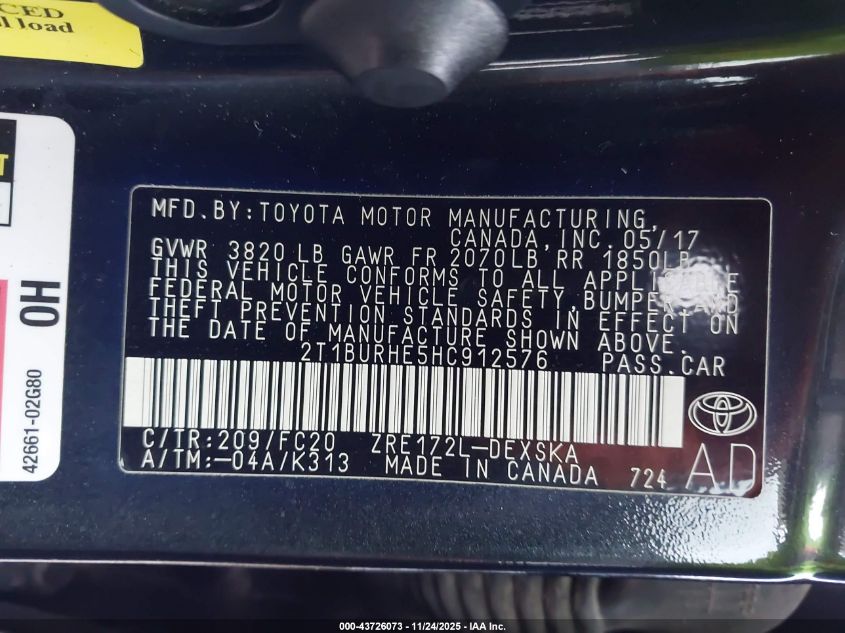 CED
l load
T
OH
42661-02G80
MFD.BY:TOYOTA MOTOR MANUFACTURING,
CANADA,INC. 05/17
GVWR 3820 LB GAWR FR 2070LB RR 1850LB
THIS VEHICLE CONFORMS TO ALL APPLICABLE
FEDERAL MOTOR VEHICLE SAFETY, BUMPER AND
THEFT PREVENTION STANDARDS IN EFFECT ON
THE DATE OF MANUFACTURE SHOWN ABOVE.
2T1BURHE5HC912576 PASS.CAR
C/TR:209/FC20 ZRE172L-DEXSKA
A/TM:-04A/K313 MADE IN CANADA 724 AD
000-43726073 - 11/24/2025 - IAA Inc.